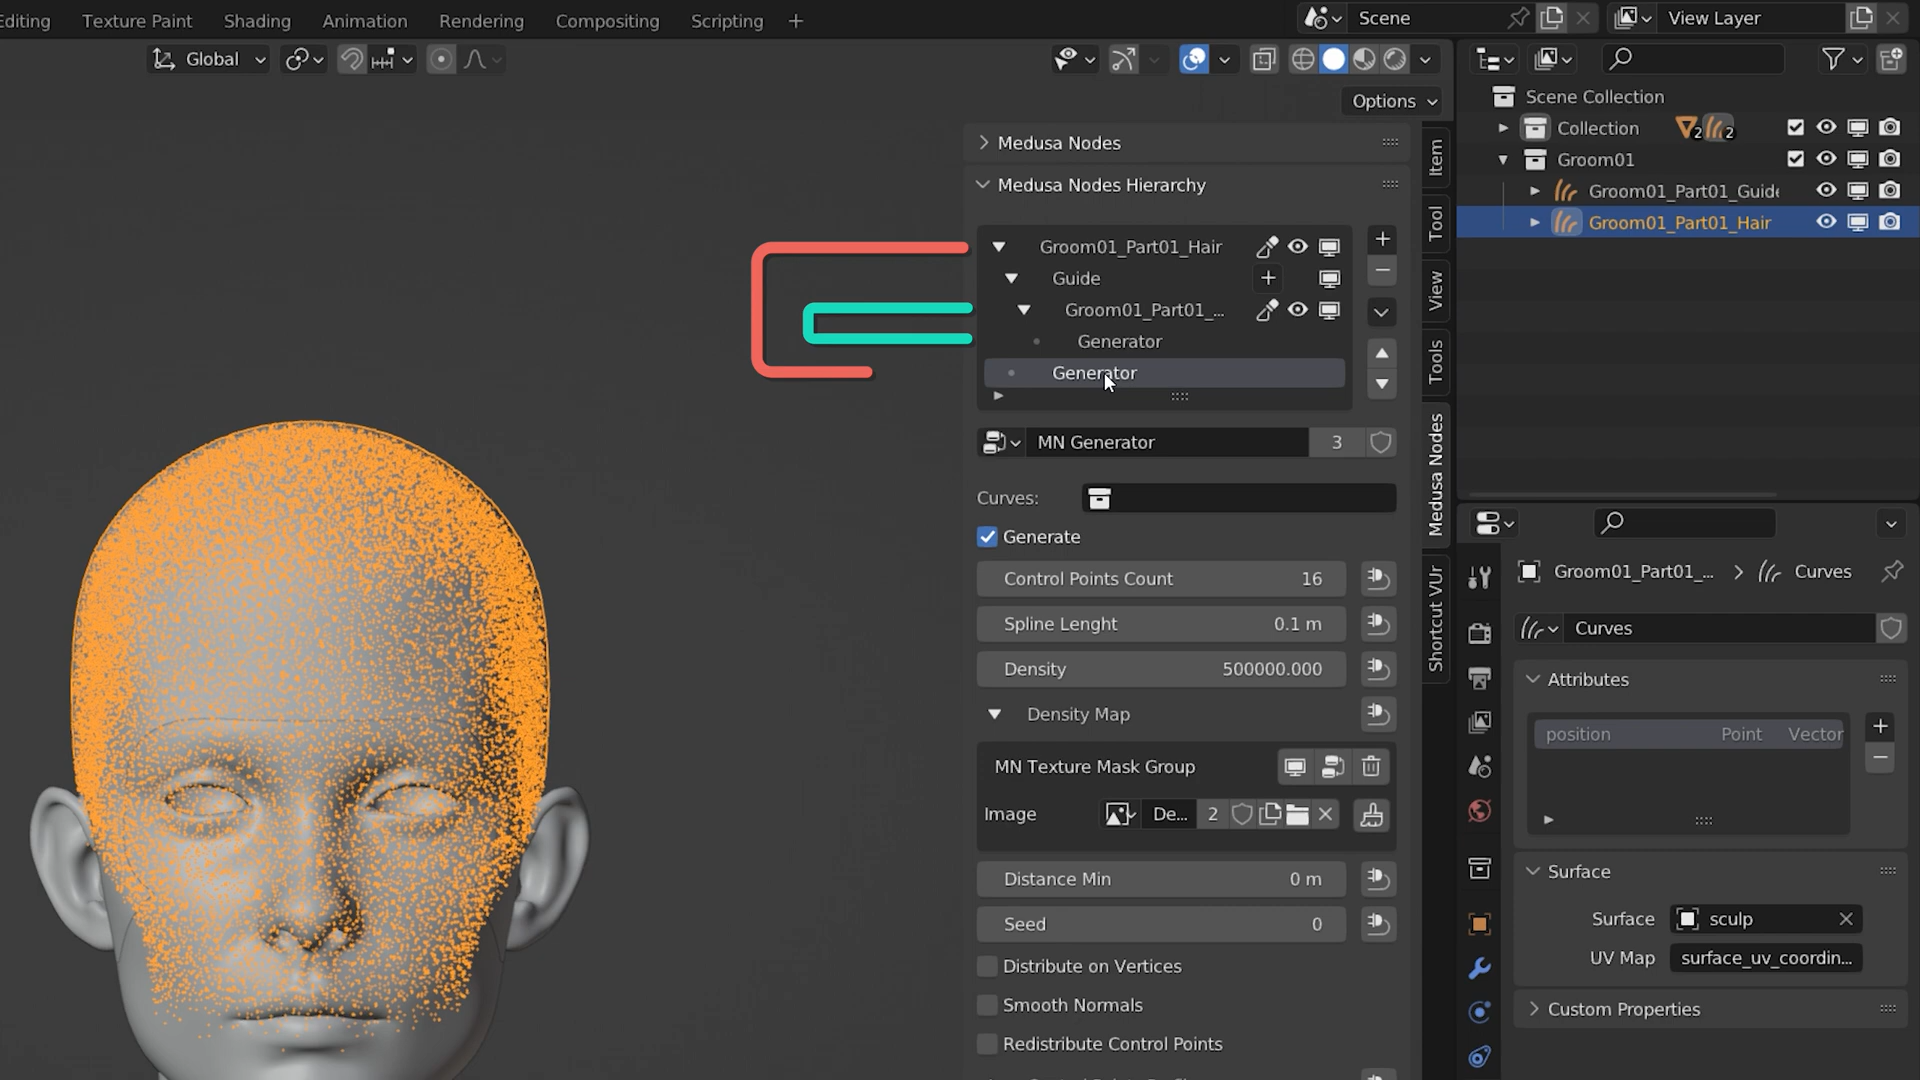 Editing Texture Paint Shading Animation Rendering Compositing Scripting +
Scene
View Layer
Global
Options
Medusa Nodes
Medusa Nodes Hierarchy
Groom01_Part01_Hair
Guide
Groom01_Part01_...
Generator
Generator
MN Generator 3
Curves:
Generate
Control Points Count 16
Spline Lenght 0.1 m
Density 500000.000
Density Map
MN Texture Mask Group
Image De... 2
Distance Min 0 m
Seed 0
Distribute on Vertices
Smooth Normals
Redistribute Control Points
Item
Tool
View
Tools
Medusa Nodes
Shortcut VUr
Scene Collection
Collection 2 2
Groom01
Groom01_Part01_Guide
Groom01_Part01_Hair
Groom01_Part01_... Curves
Curves
Attributes
position Point Vector
Surface
Surface sculp
UV Map surface_uv_coordin...
Custom Properties